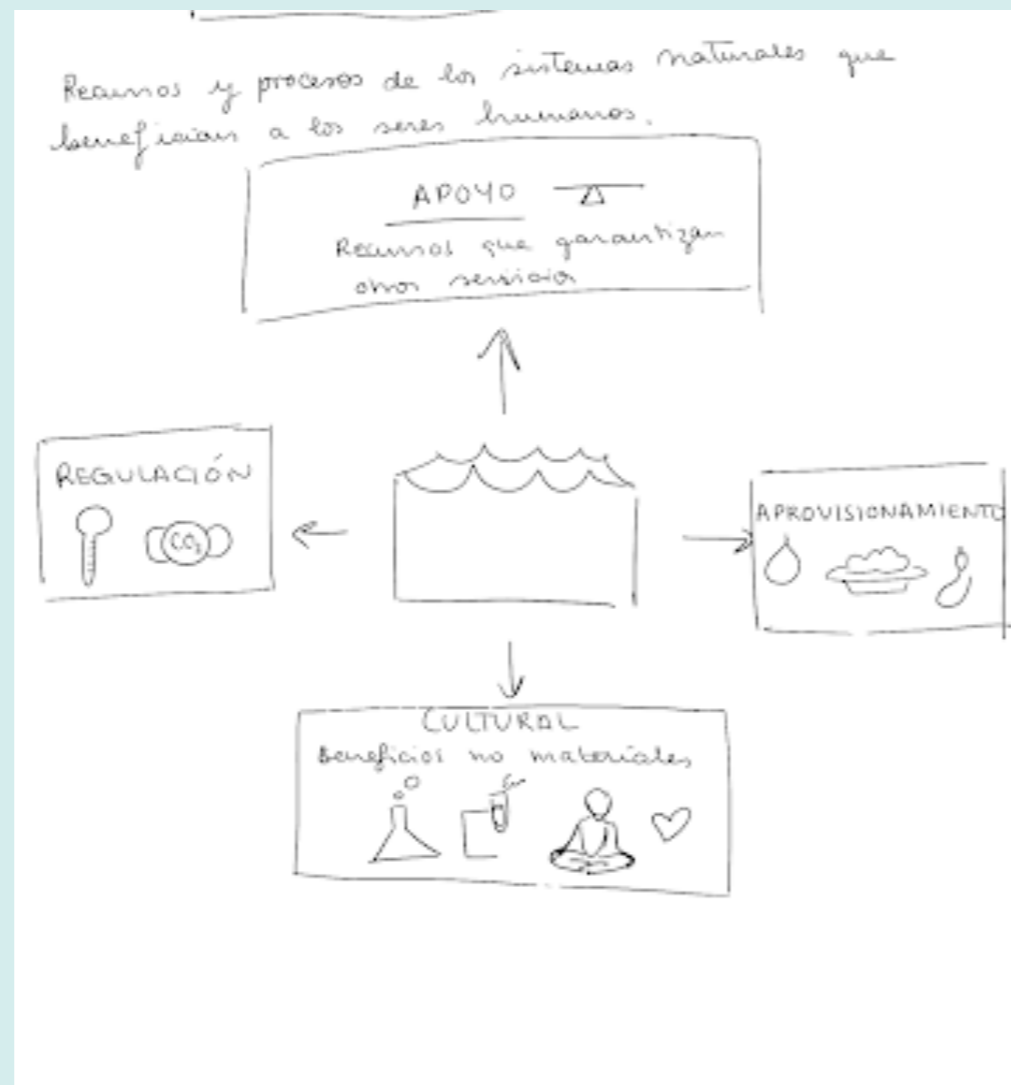 Recursos y procesos de los sistemas naturales que
benefician a los seres humanos.
APOYO
Recursos que garantizan
otros servicios
REGULACIÓN
CO₂
APROVISIONAMIENTO
CULTURAL
Beneficios no materiales